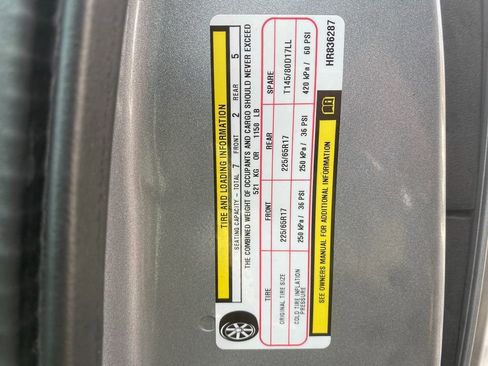 TIRE AND LOADING INFORMATION
SEATING CAPACITY - TOTAL 7 FRONT 2 REAR 5
THE COMBINED WEIGHT OF OCCUPANTS AND CARGO SHOULD NEVER EXCEED
521 KG OR 1150 LB
TIRE FRONT REAR SPARE
ORIGINAL TIRE SIZE 225/65R17 225/65R17 T145/80D17LL
COLD TIRE INFLATION
PRESSURE 250 kPa / 36 PSI 250 kPa / 36 PSI 420 kPa / 60 PSI
SEE OWNERS MANUAL FOR ADDITIONAL INFORMATION
HR836287